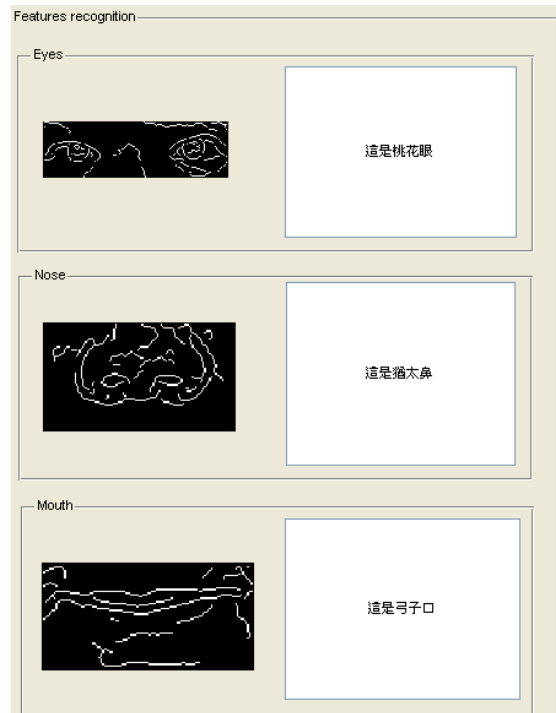 Features recognition
Eyes
這是桃花眼
Nose
這是猶太鼻
Mouth
這是弓子口